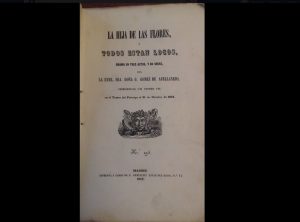 LA HIJA DE LAS FLORES,
Ó
TODOS ESTAN LOCOS,
DRAMA EN TRES ACTOS, Y EN VERSO,
POR
LA EXMA. SRA. DOÑA G. GOMEZ DE AVELLANEDA,
en el Teatro del Príncipe el 21 de Octubre de 1852.
MADRID:
1852.